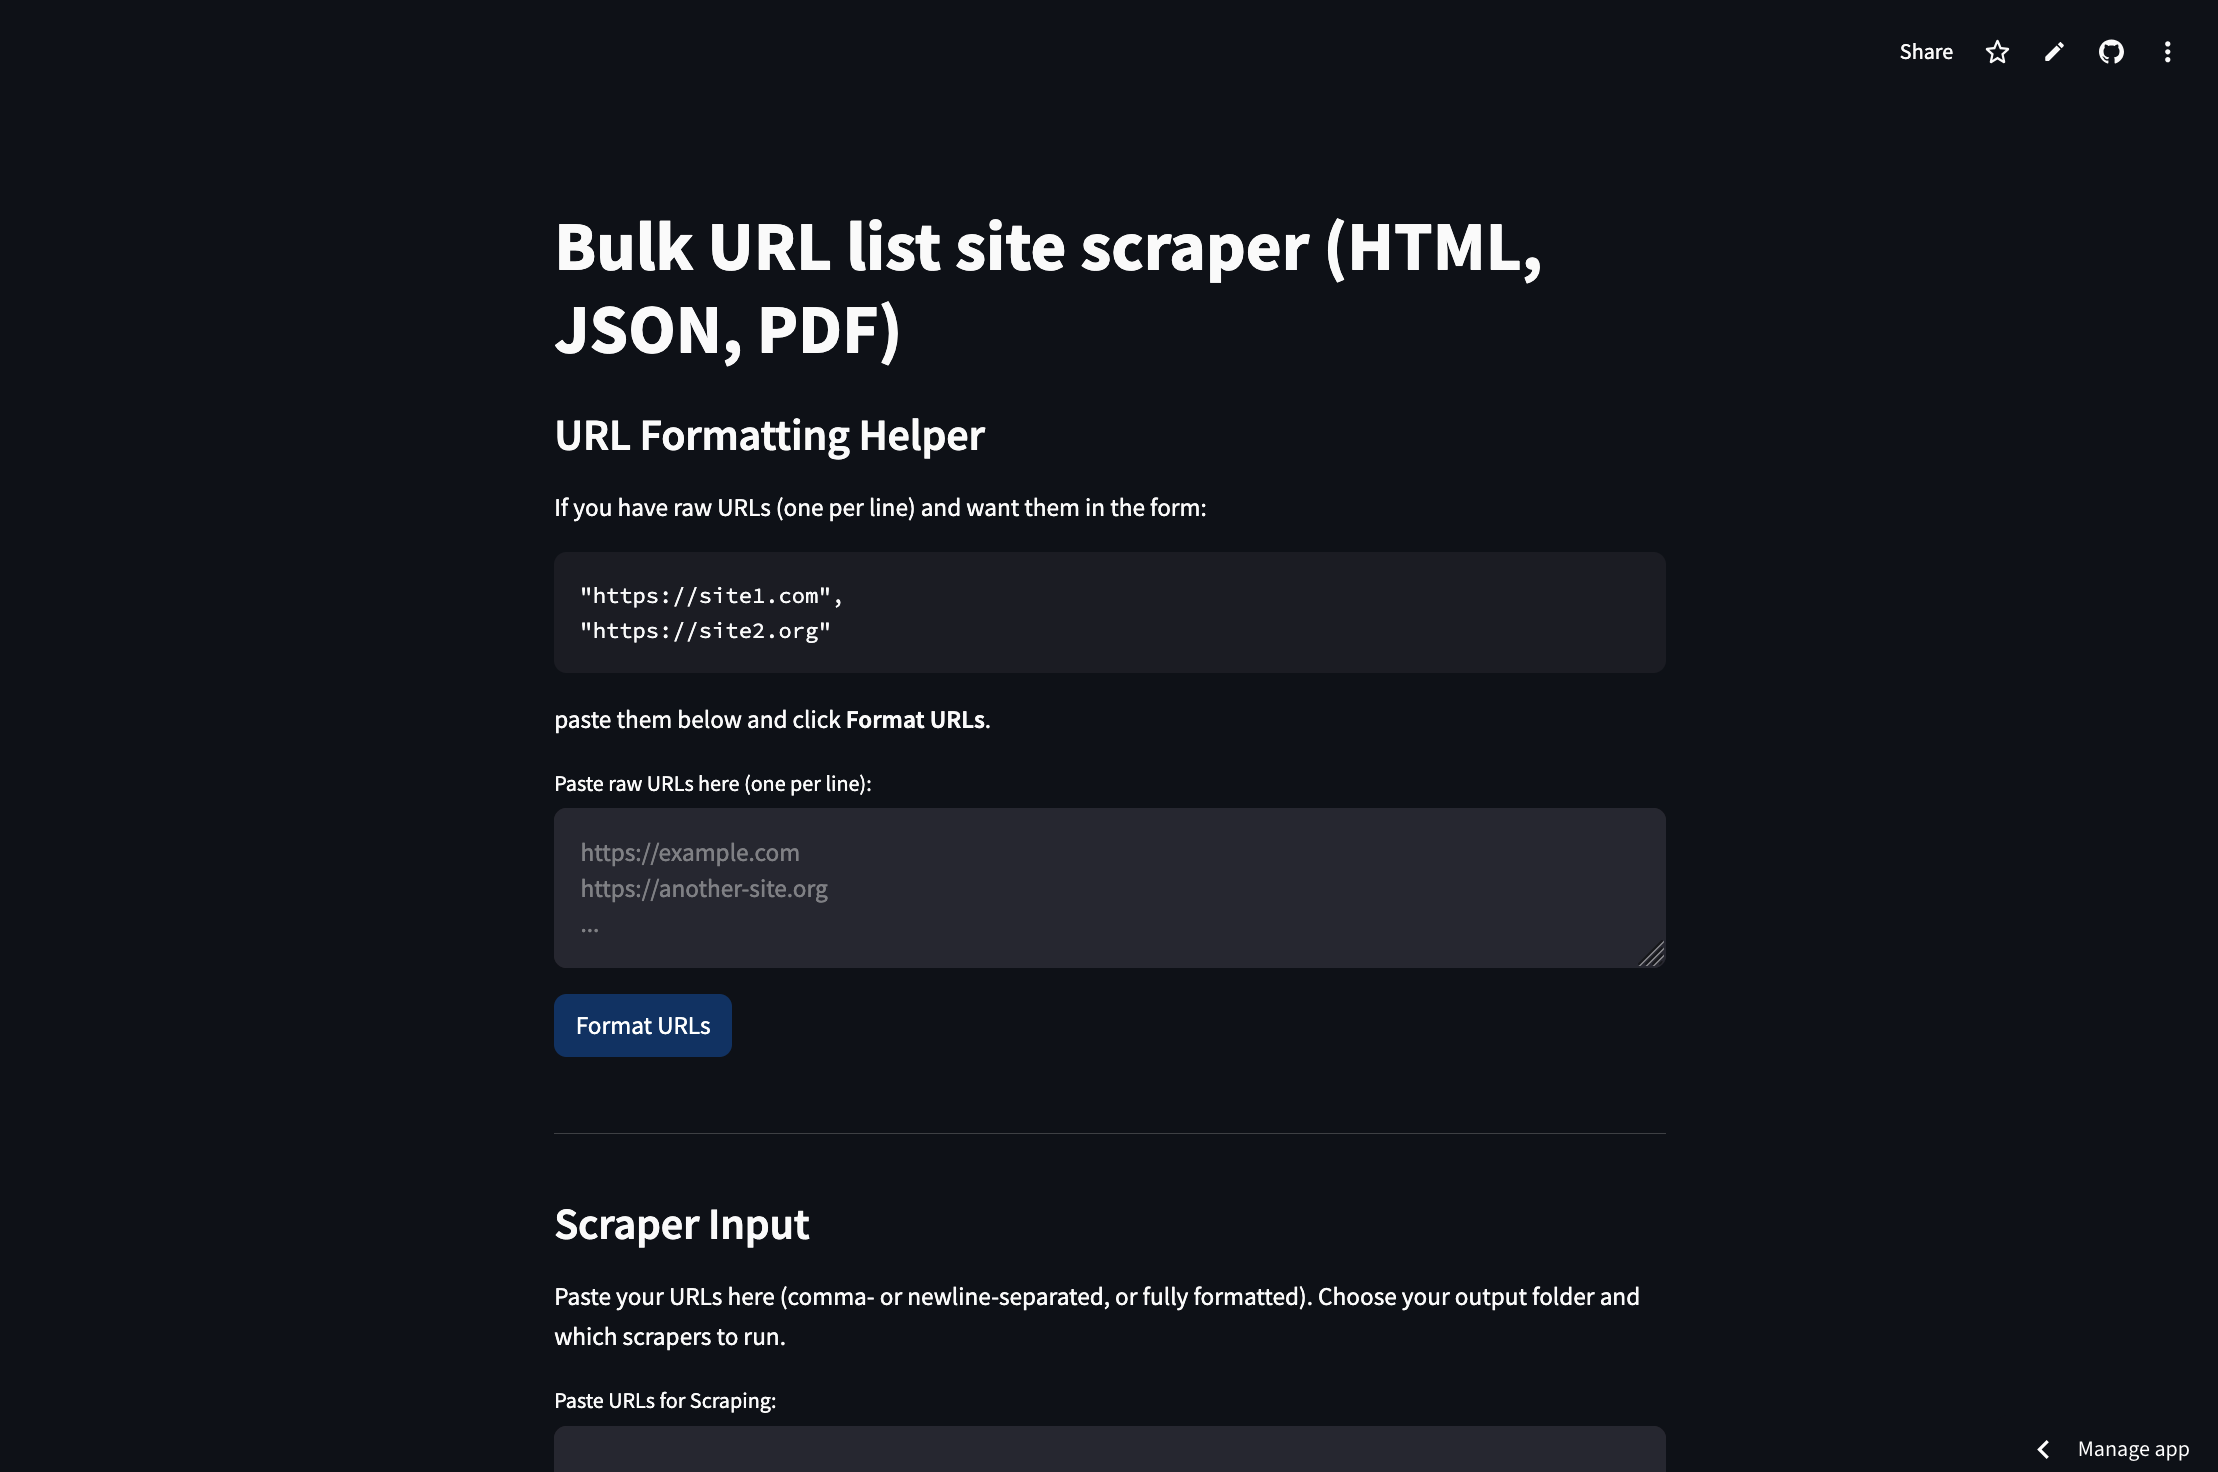 Share
Bulk URL list site scraper (HTML,
JSON, PDF)
URL Formatting Helper
If you have raw URLs (one per line) and want them in the form:
"https://site1.com",
"https://site2.org"
paste them below and click Format URLs.
Paste raw URLs here (one per line):
https://example.com
https://another-site.org
...
Format URLs
Scraper Input
Paste your URLs here (comma- or newline-separated, or fully formatted). Choose your output folder and
which scrapers to run.
Paste URLs for Scraping:
Manage app